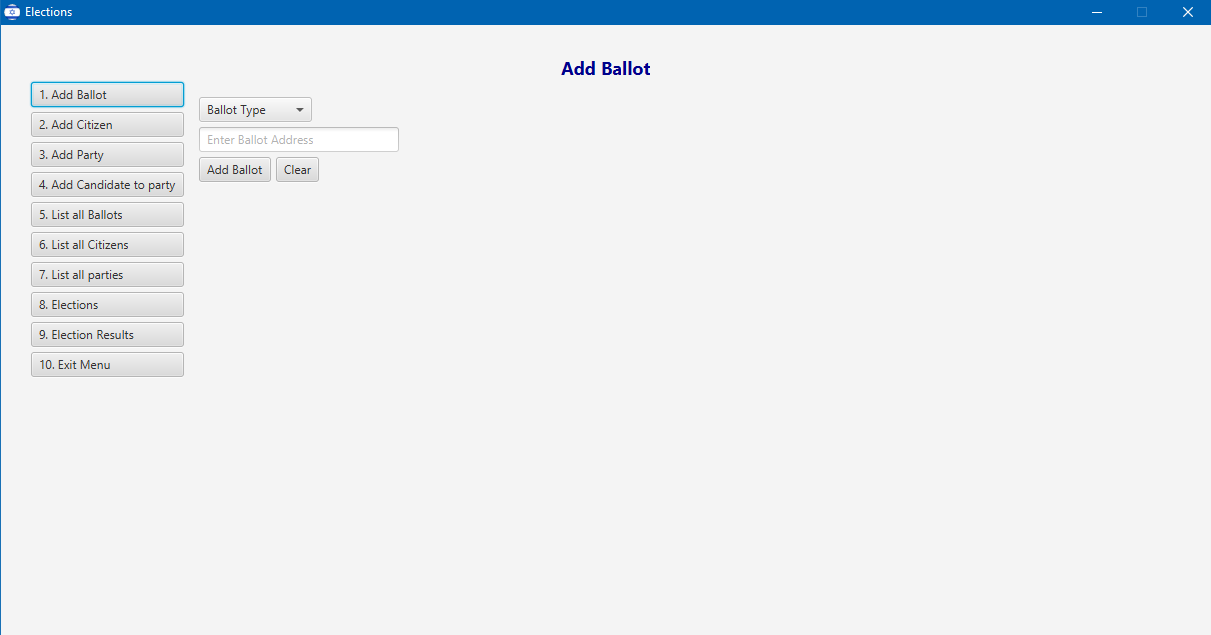 Elections
Add Ballot
1. Add Ballot
2. Add Citizen
3. Add Party
4. Add Candidate to party
5. List all Ballots
6. List all Citizens
7. List all parties
8. Elections
9. Election Results
10. Exit Menu
Ballot Type
Enter Ballot Address
Add Ballot Clear